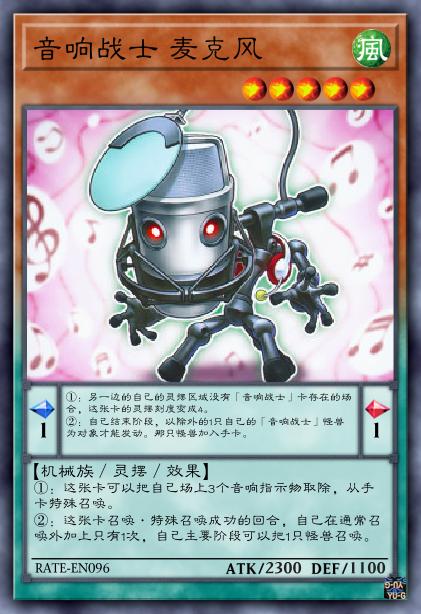 音响战士 麦克风
風
①：另一边的自己的灵摆区域没有「音响战士」卡存在的场
合，这张卡的灵摆刻度变成4。
②：自己结束阶段，以除外的1只自己的「音响战士」怪兽
为对象才能发动。那只怪兽加入手卡。
1
1
【机械族／灵摆／效果】
①：这张卡可以把自己场上3个音响指示物取除，从手
卡特殊召唤。
②：这张卡召唤·特殊召唤成功的回合，自己在通常召
唤外加上只有1次，自己主要阶段可以把1只怪兽召唤。
RATE-EN096
ATK/2300 DEF/1100